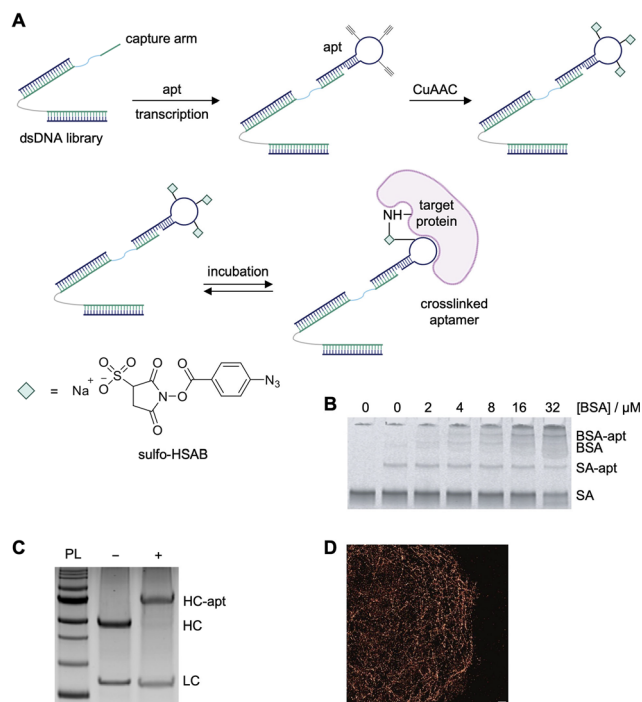 A
capture arm
dsDNA library
apt
transcription
apt
CuAAC
incubation
NH
target
protein
crosslinked
aptamer
= Na + − O S O O O O N O O N3
sulfo-HSAB
B
0 0 2 4 8 16 32 [BSA] / µM
BSA-apt
BSA
SA-apt
SA
C
PL − +
HC-apt
HC
LC
D